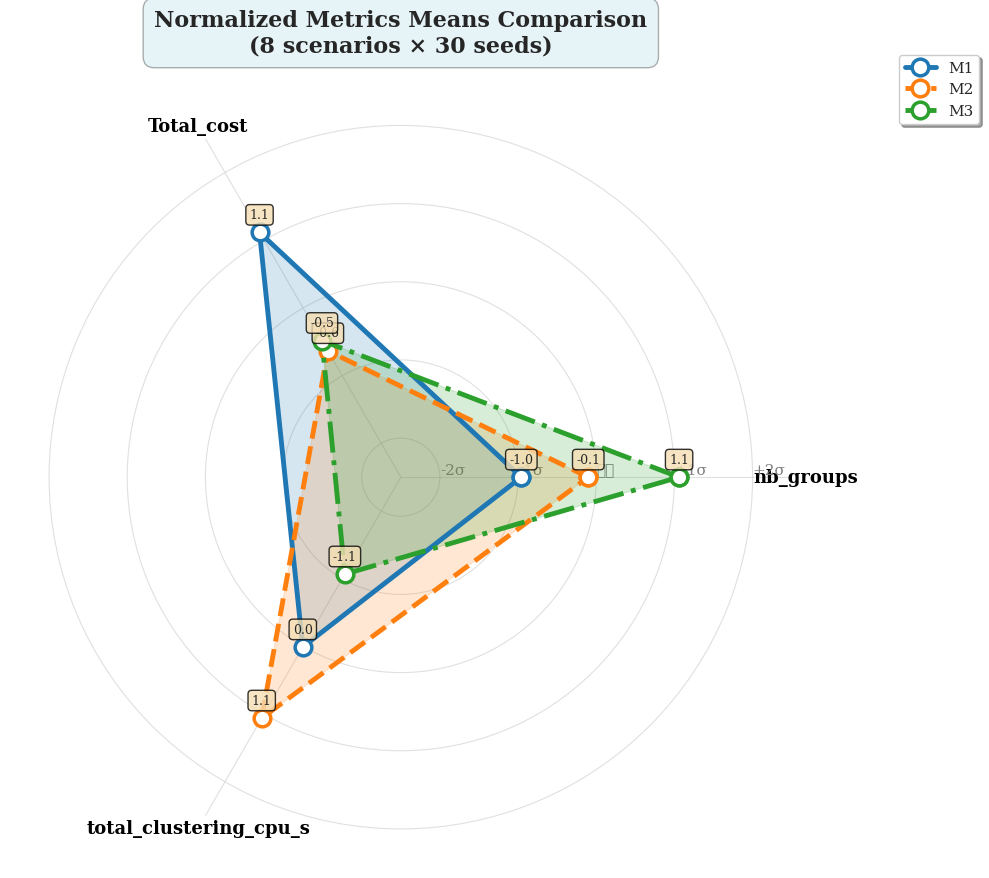 Normalized Metrics Means Comparison
(8 scenarios × 30 seeds)
M1
M2
M3
Total_cost
1.1
-0.5
-1.0
-0.1
1.1
-2σ
nb_groups
-1.1
0.0
1.1
total_clustering_cpu_s